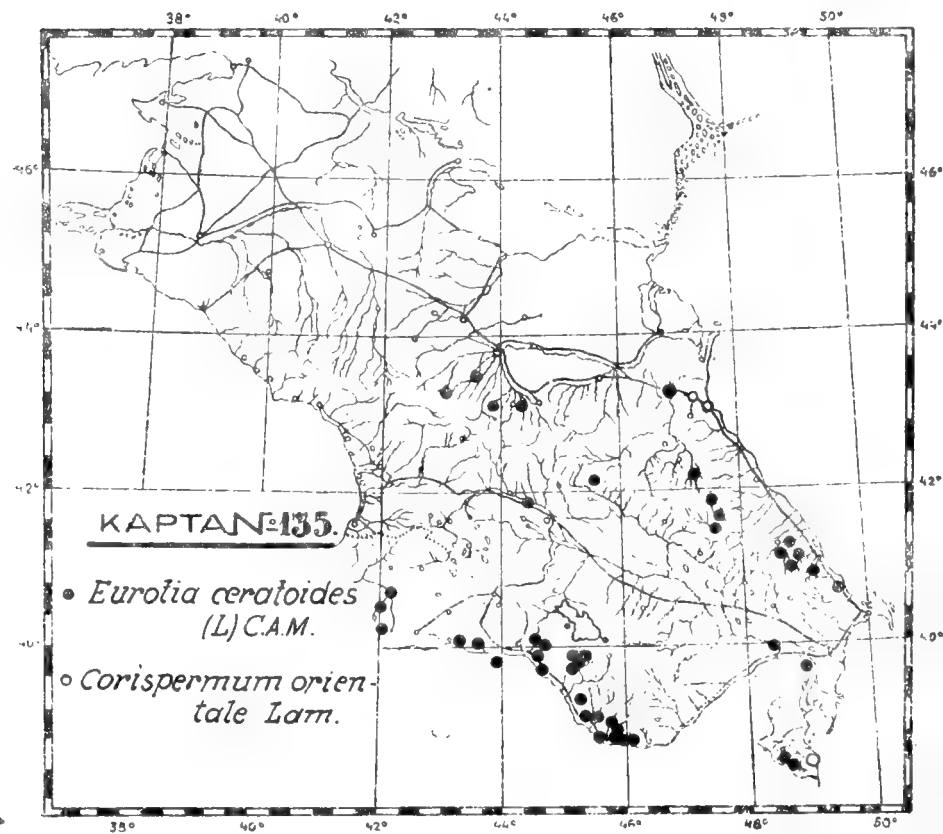 38° 40° 42° 44° 46° 49° 50°
46° 46°
44° 44°
42° 42°
КАРТА №135.
• Eurotia ceratoides
(L) C.A.M.
40° 40°
○ Corispermum orien-
tale Lam.
38° 40° 42° 44° 46° 48° 50°